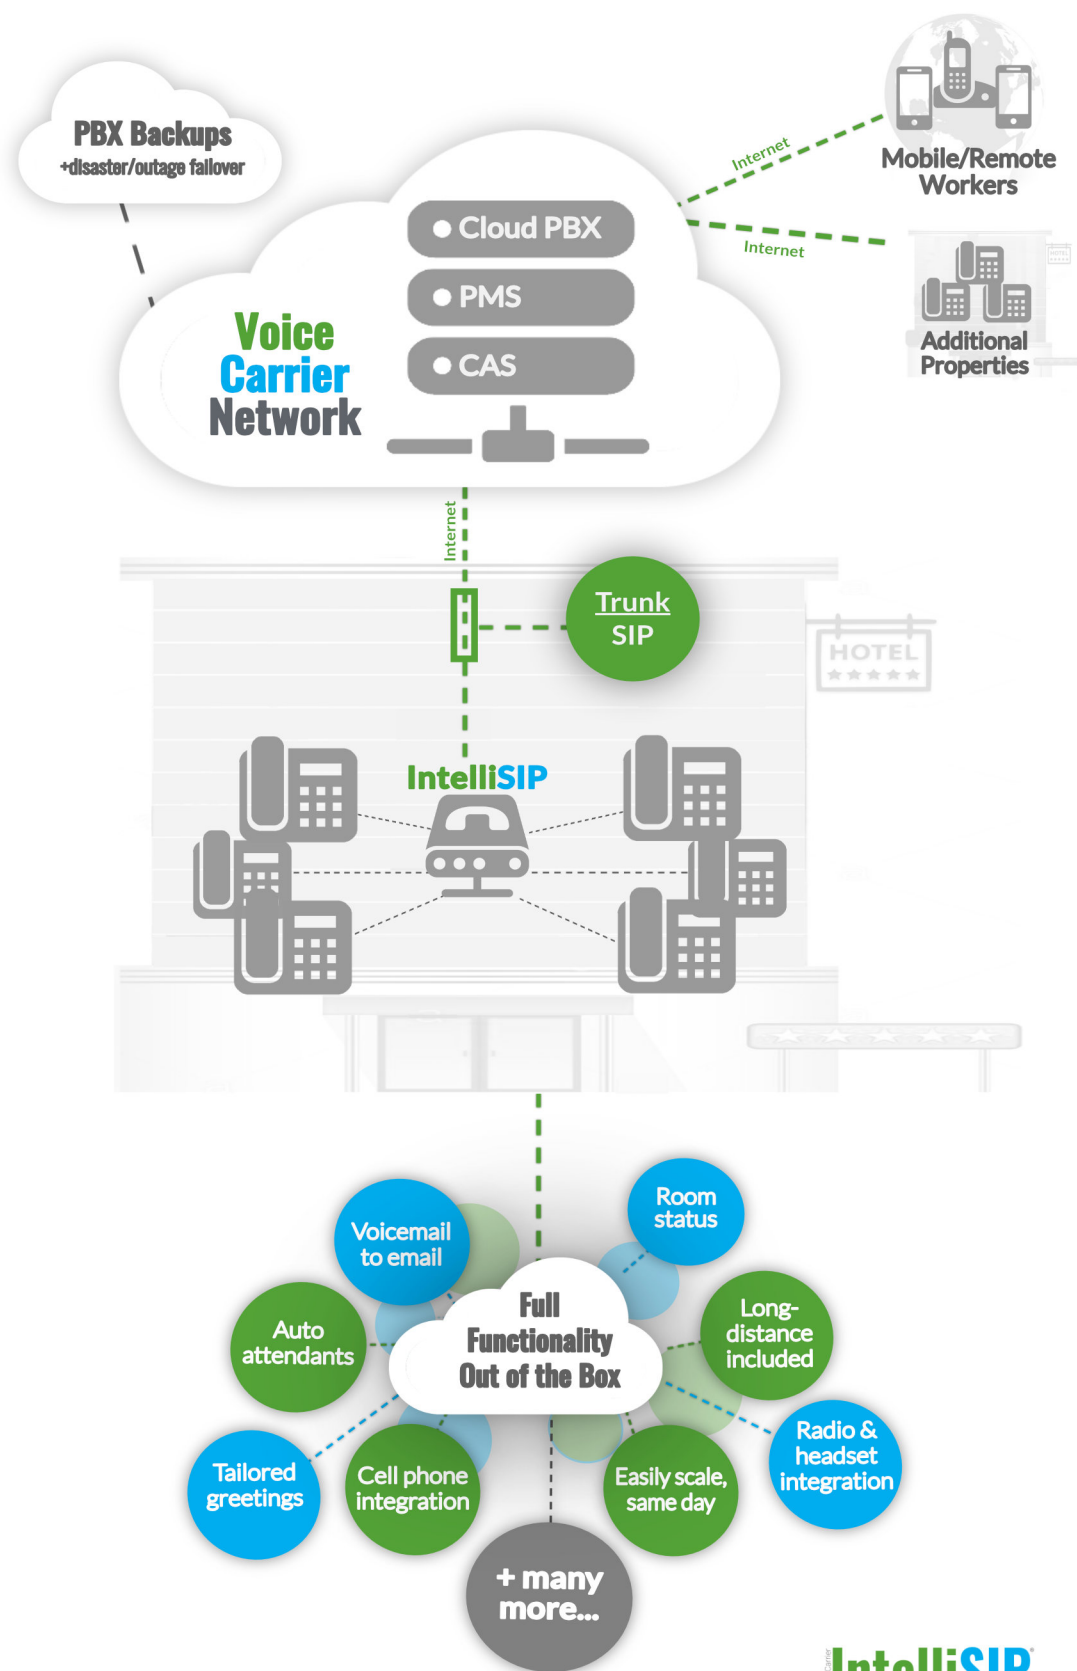 PBX Backups
+disaster/outage failover
Internet
Mobile/Remote
Workers
Internet
HOTEL
Additional
Properties
Cloud PBX
PMS
CAS
Voice
Carrier
Network
Internet
Trunk
SIP
HOTEL
IntelliSIP
Voicemail
to email
Room
status
Full
Functionality
Out of the Box
Auto
attendants
Long-
distance
included
Tailored
greetings
Cell phone
integration
Easily scale,
same day
Radio &
headset
integration
+ many
more...
Carrier
IntelliSIP